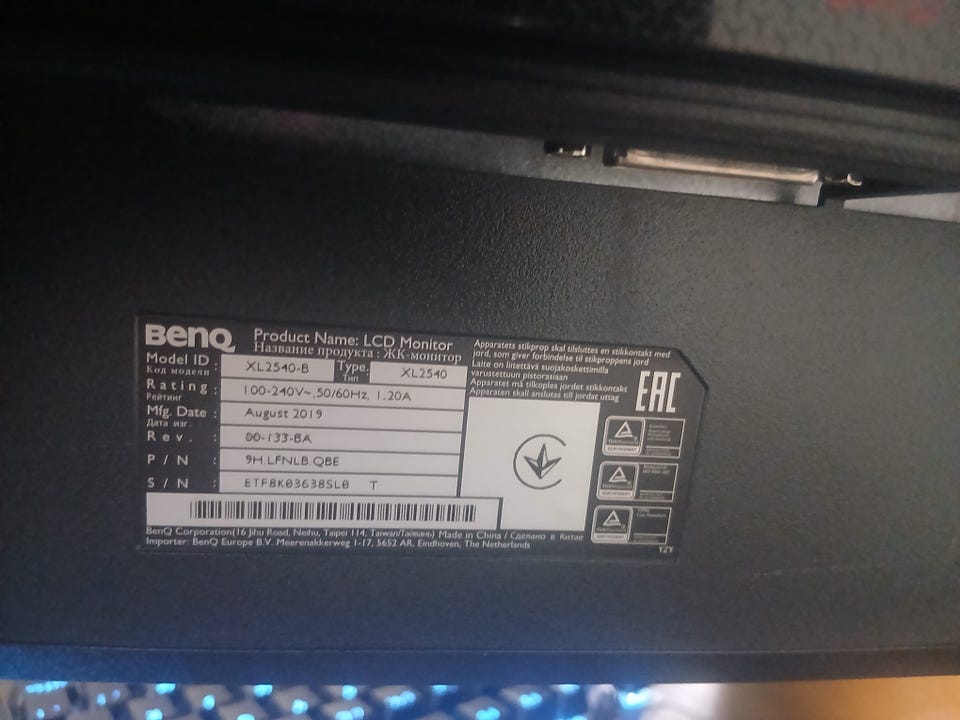 BenQ
Product Name: LCD Monitor
Название продукта : ЖК-монитор
Model ID : XL2540-B Type. XL2540
Код модели Тип
Rating : 100-240V~,50/60Hz, 1.20A
Рейтинг
Mfg. Date : August 2019
Дата изг.
Rev. : 00-133-BA
P/N : 9H.LFNLB.QBE
S/N : ETF8K03638SL0 T
BenQ Corporation(16 Jihu Road, Neihu, Taipei 114, Taiwan/Тайвань) Made in China / Сделано в Китае
Importer: BenQ Europe B.V. Meerenakkerweg 1-17, 5652 AR, Eindhoven, The Netherlands
Apparatets stikprop skal tilsluttes en stikkontakt med
jord, som giver forbindelse til stikproppens jord
Laite on liitettävä suojakoskettimilla
varustettuun pistorasiaan
Apparatet må tilkoples jordet stikkontakt
Apparaten skall anslutas till jordat uttag
EAC
YZY